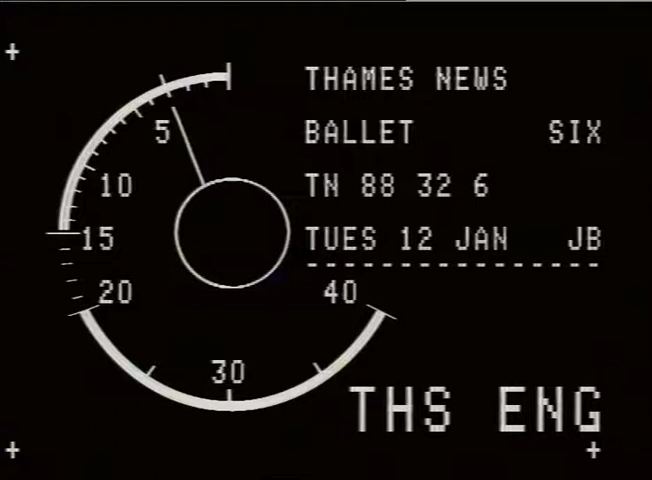 THAMES NEWS
BALLET SIX
TN 88 32 6
TUES 12 JAN JB
5
10
15
20
30
40
THS ENG